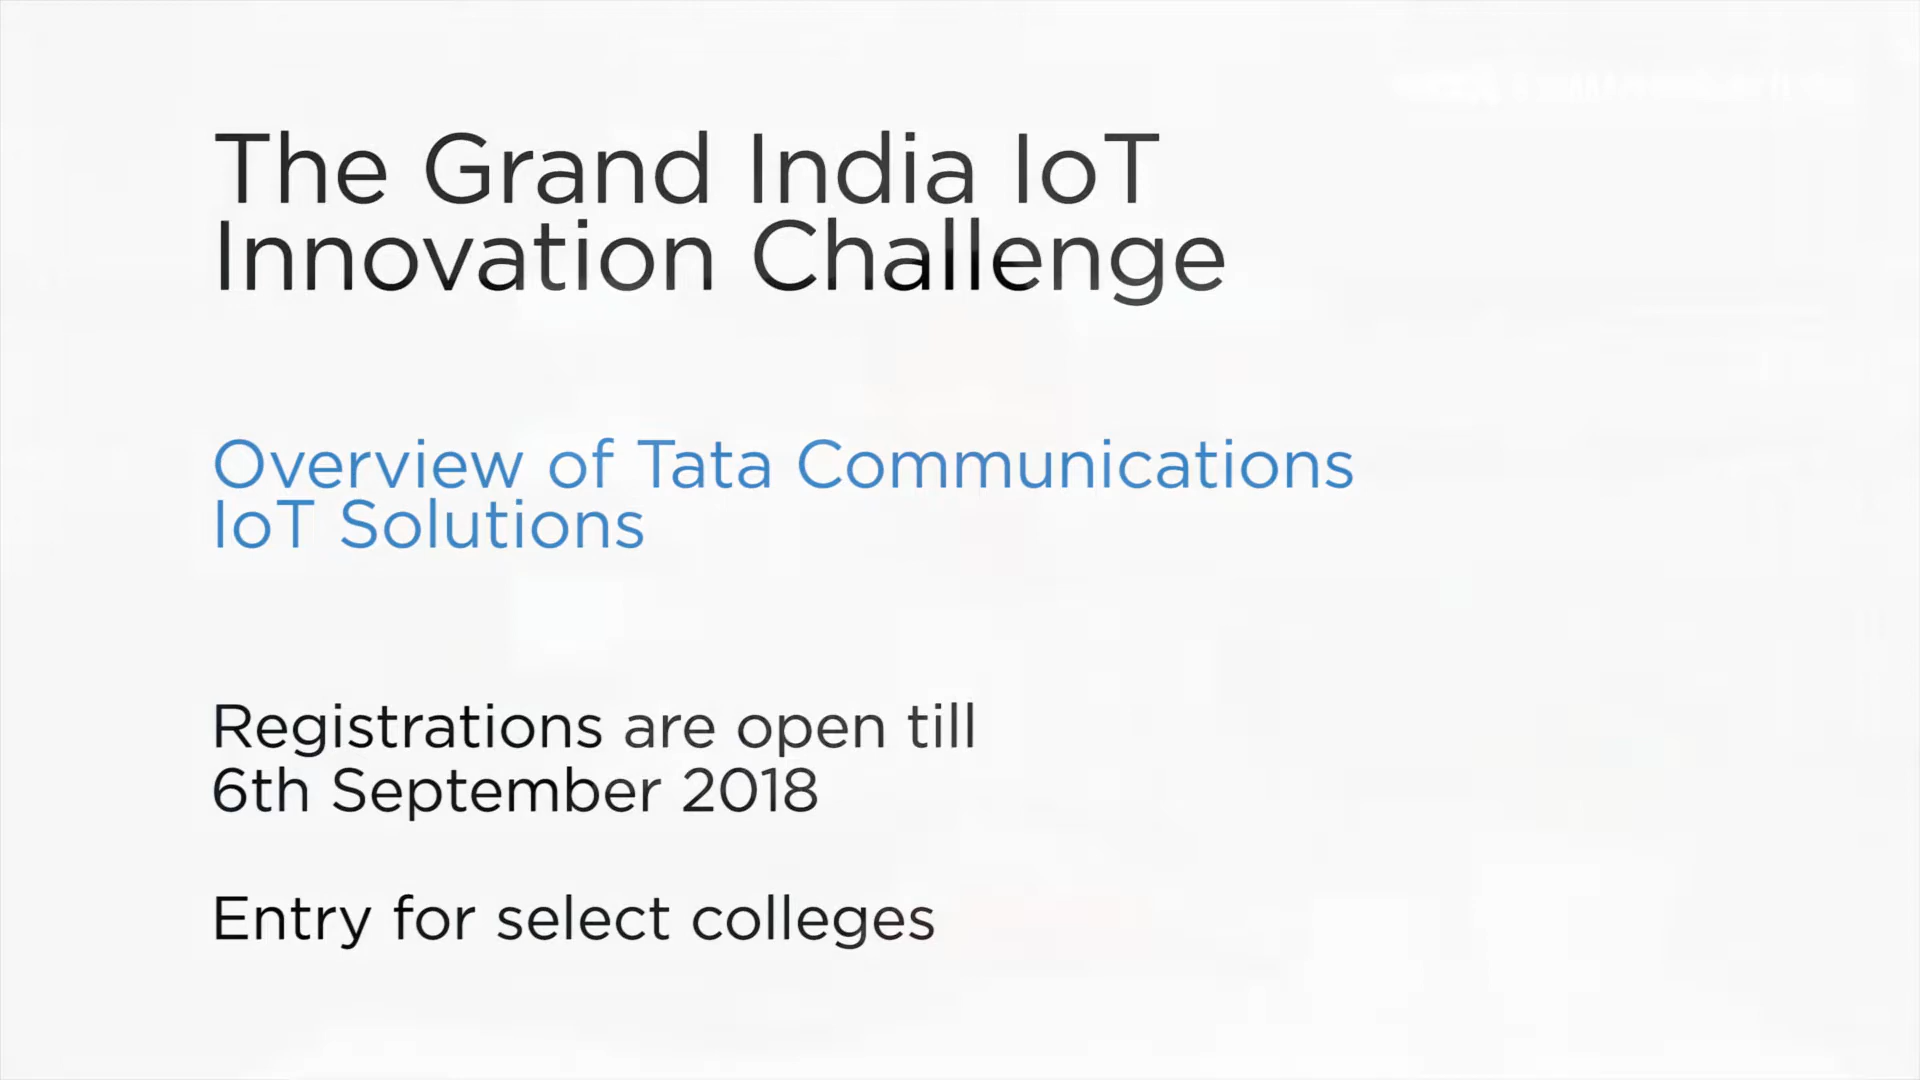 The Grand India IoT
Innovation Challenge
Overview of Tata Communications
IoT Solutions
Registrations are open till
6th September 2018
Entry for select colleges